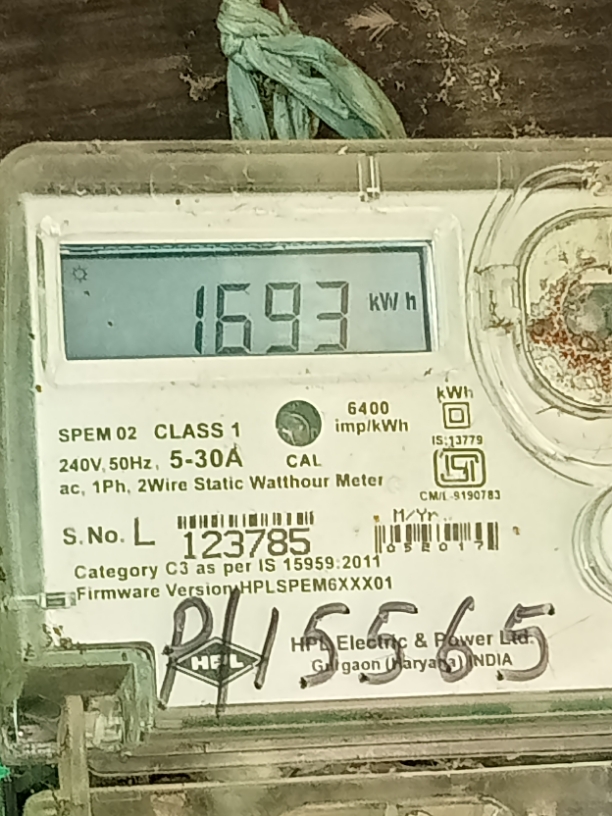 1693 kWh
kWh
6400
imp/kWh
SPEM 02 CLASS 1
240V, 50Hz, 5-30A
CAL
IS:13779
ac, 1Ph, 2Wire Static Watthour Meter
CM/L-9190783
S.No. L 123785
M/Yr.
052017
Category C3 as per IS 15959:2011
Firmware Version HPLSPEM6XXX01
HPL
HPL Electric & Power Ltd.
Gurgaon (Haryana) INDIA
15565